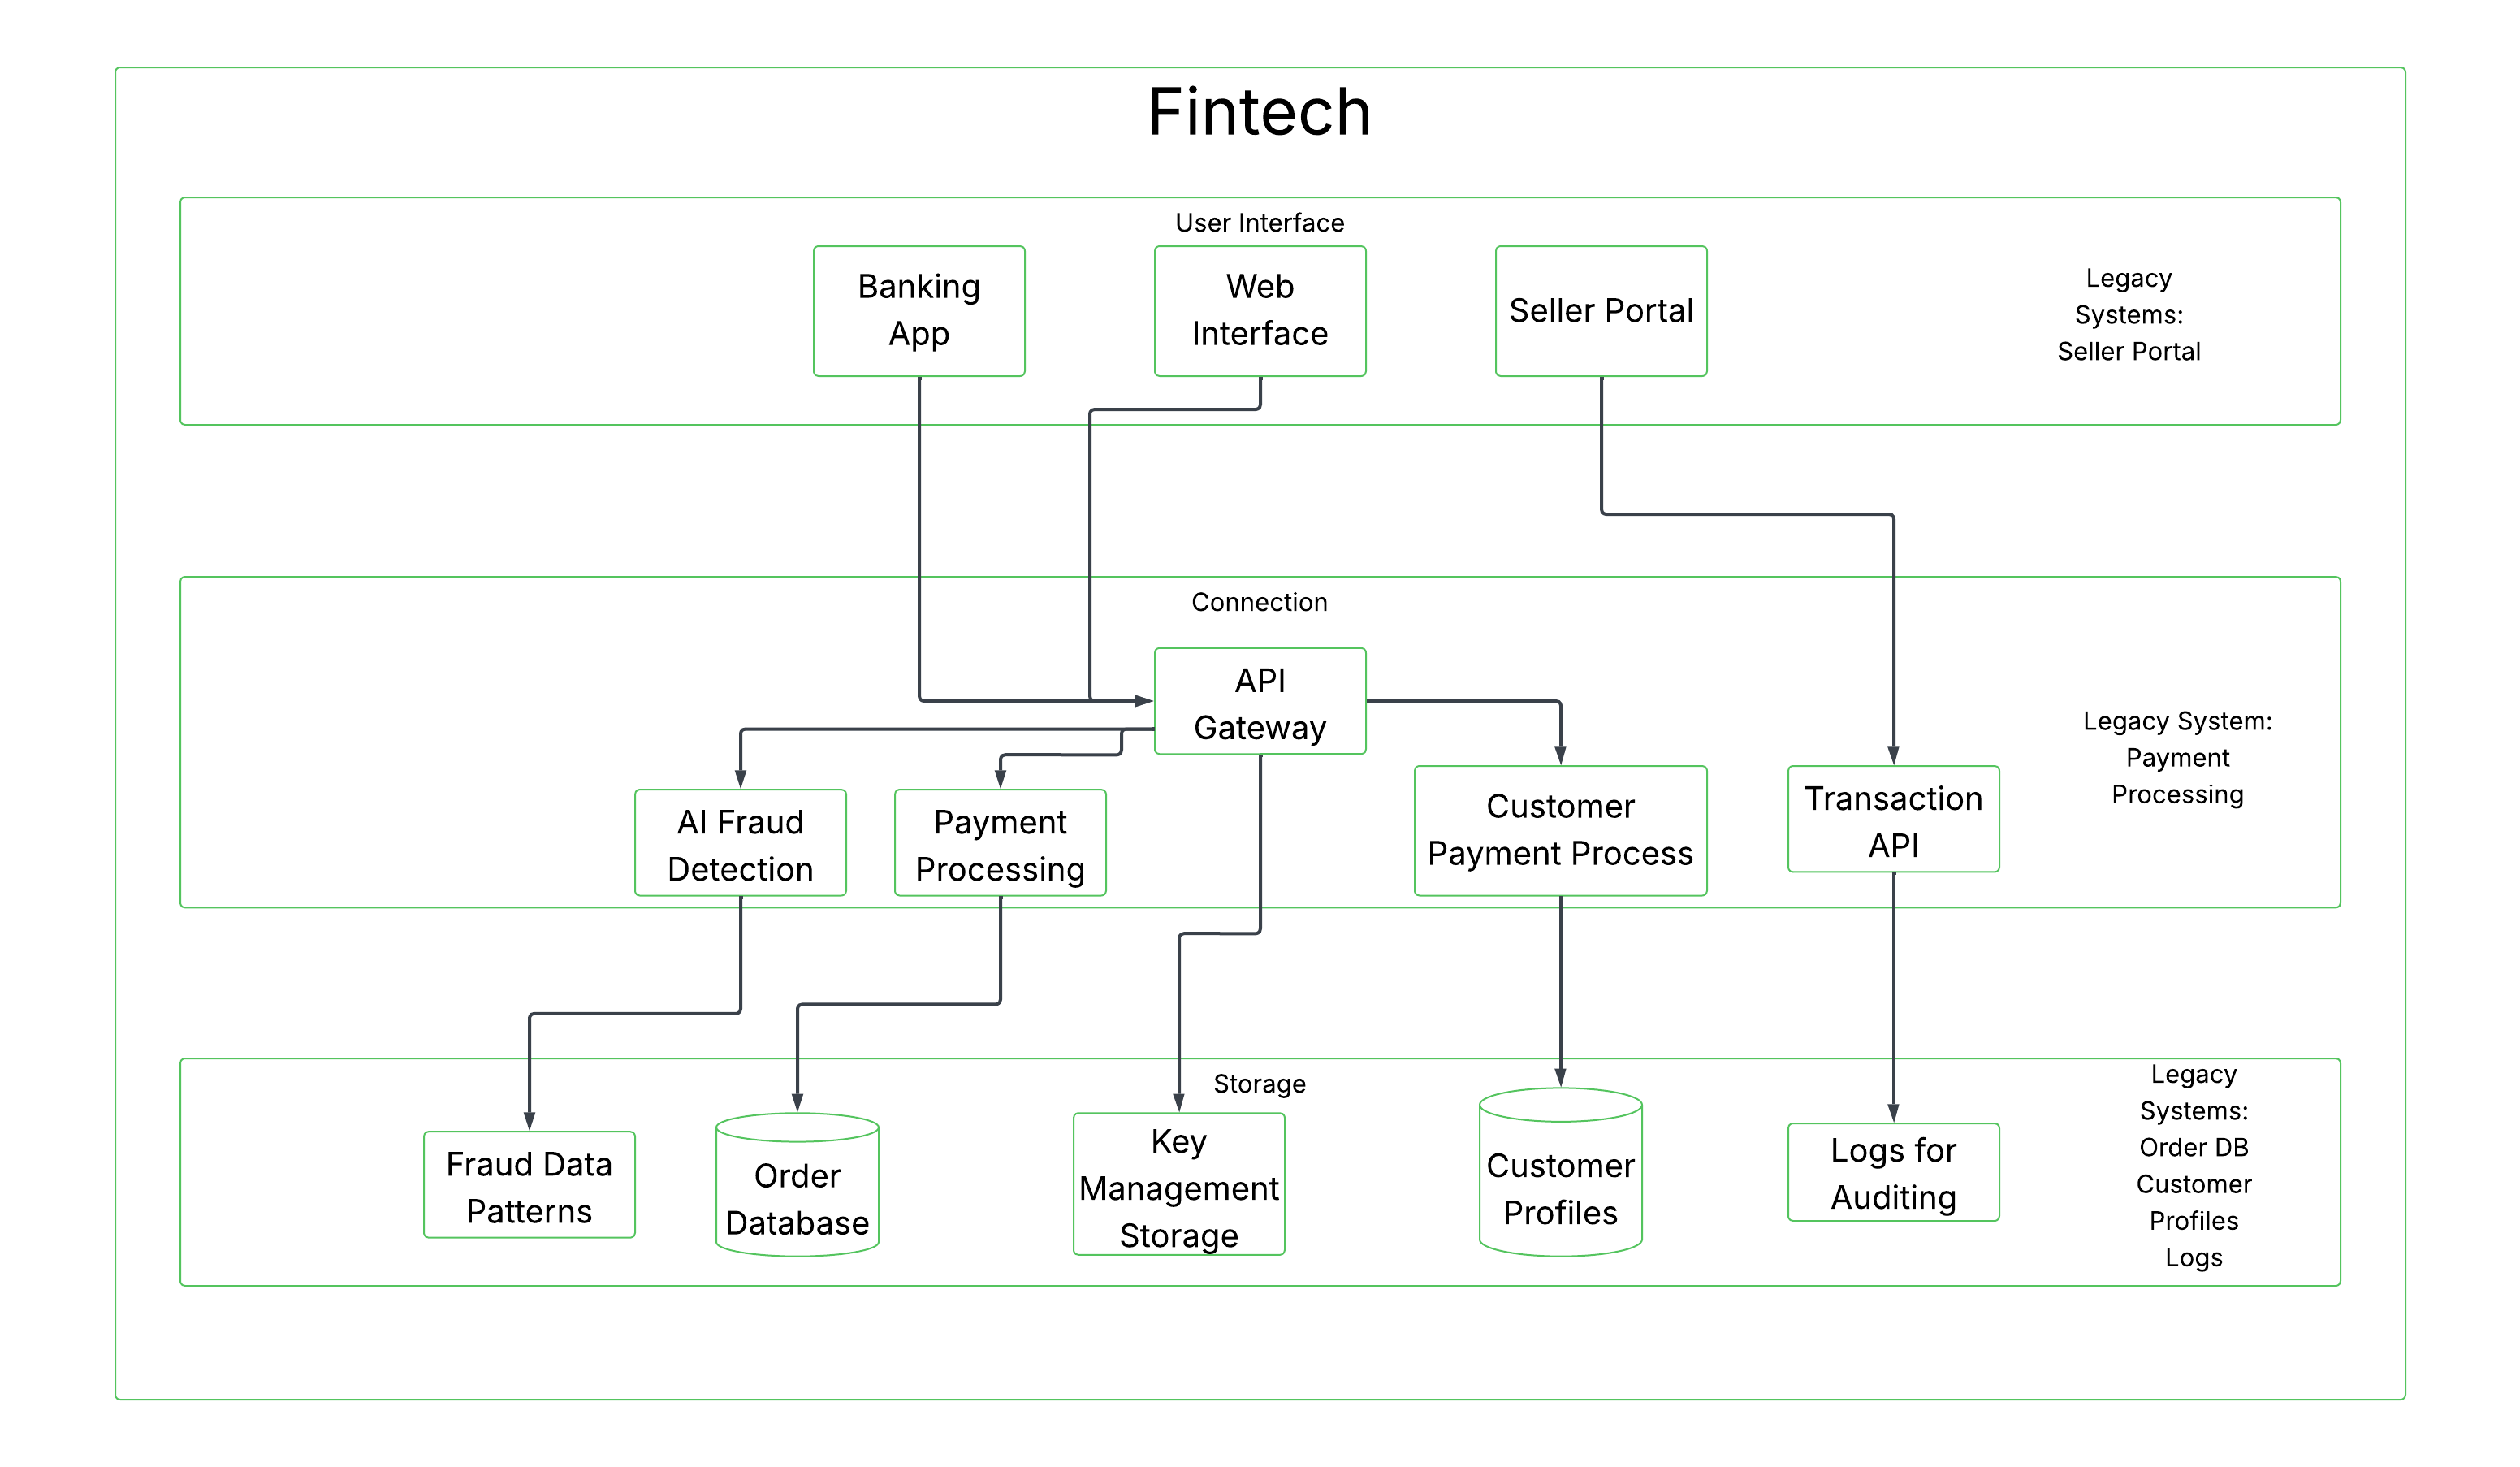 Fintech
User Interface
Banking
App
Web
Interface
Seller Portal
Legacy
Systems:
Seller Portal
Connection
API
Gateway
AI Fraud
Detection
Payment
Processing
Customer
Payment Process
Transaction
API
Legacy System:
Payment
Processing
Storage
Fraud Data
Patterns
Order
Database
Key
Management
Storage
Customer
Profiles
Logs for
Auditing
Legacy
Systems:
Order DB
Customer
Profiles
Logs